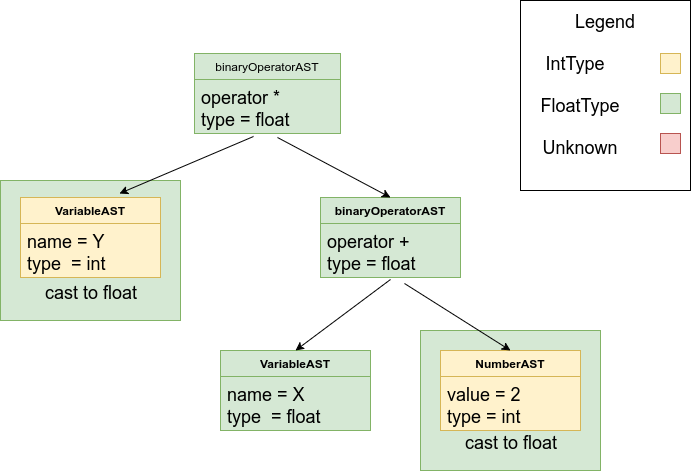 Legend
IntType
FloatType
Unknown
binaryOperatorAST
operator *
type = float
VariableAST
name = Y
type = int
cast to float
binaryOperatorAST
operator +
type = float
VariableAST
name = X
type = float
NumberAST
value = 2
type = int
cast to float